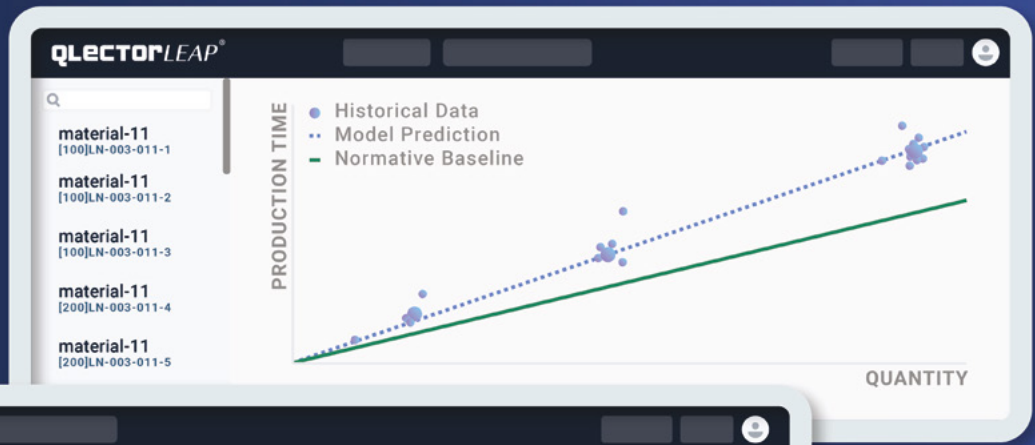 QLECTOR LEAP®
material-11
[100]LN-003-011-1
material-11
[100]LN-003-011-2
material-11
[100]LN-003-011-3
material-11
[200]LN-003-011-4
material-11
[200]LN-003-011-5
PRODUCTION TIME
Historical Data
Model Prediction
Normative Baseline
QUANTITY